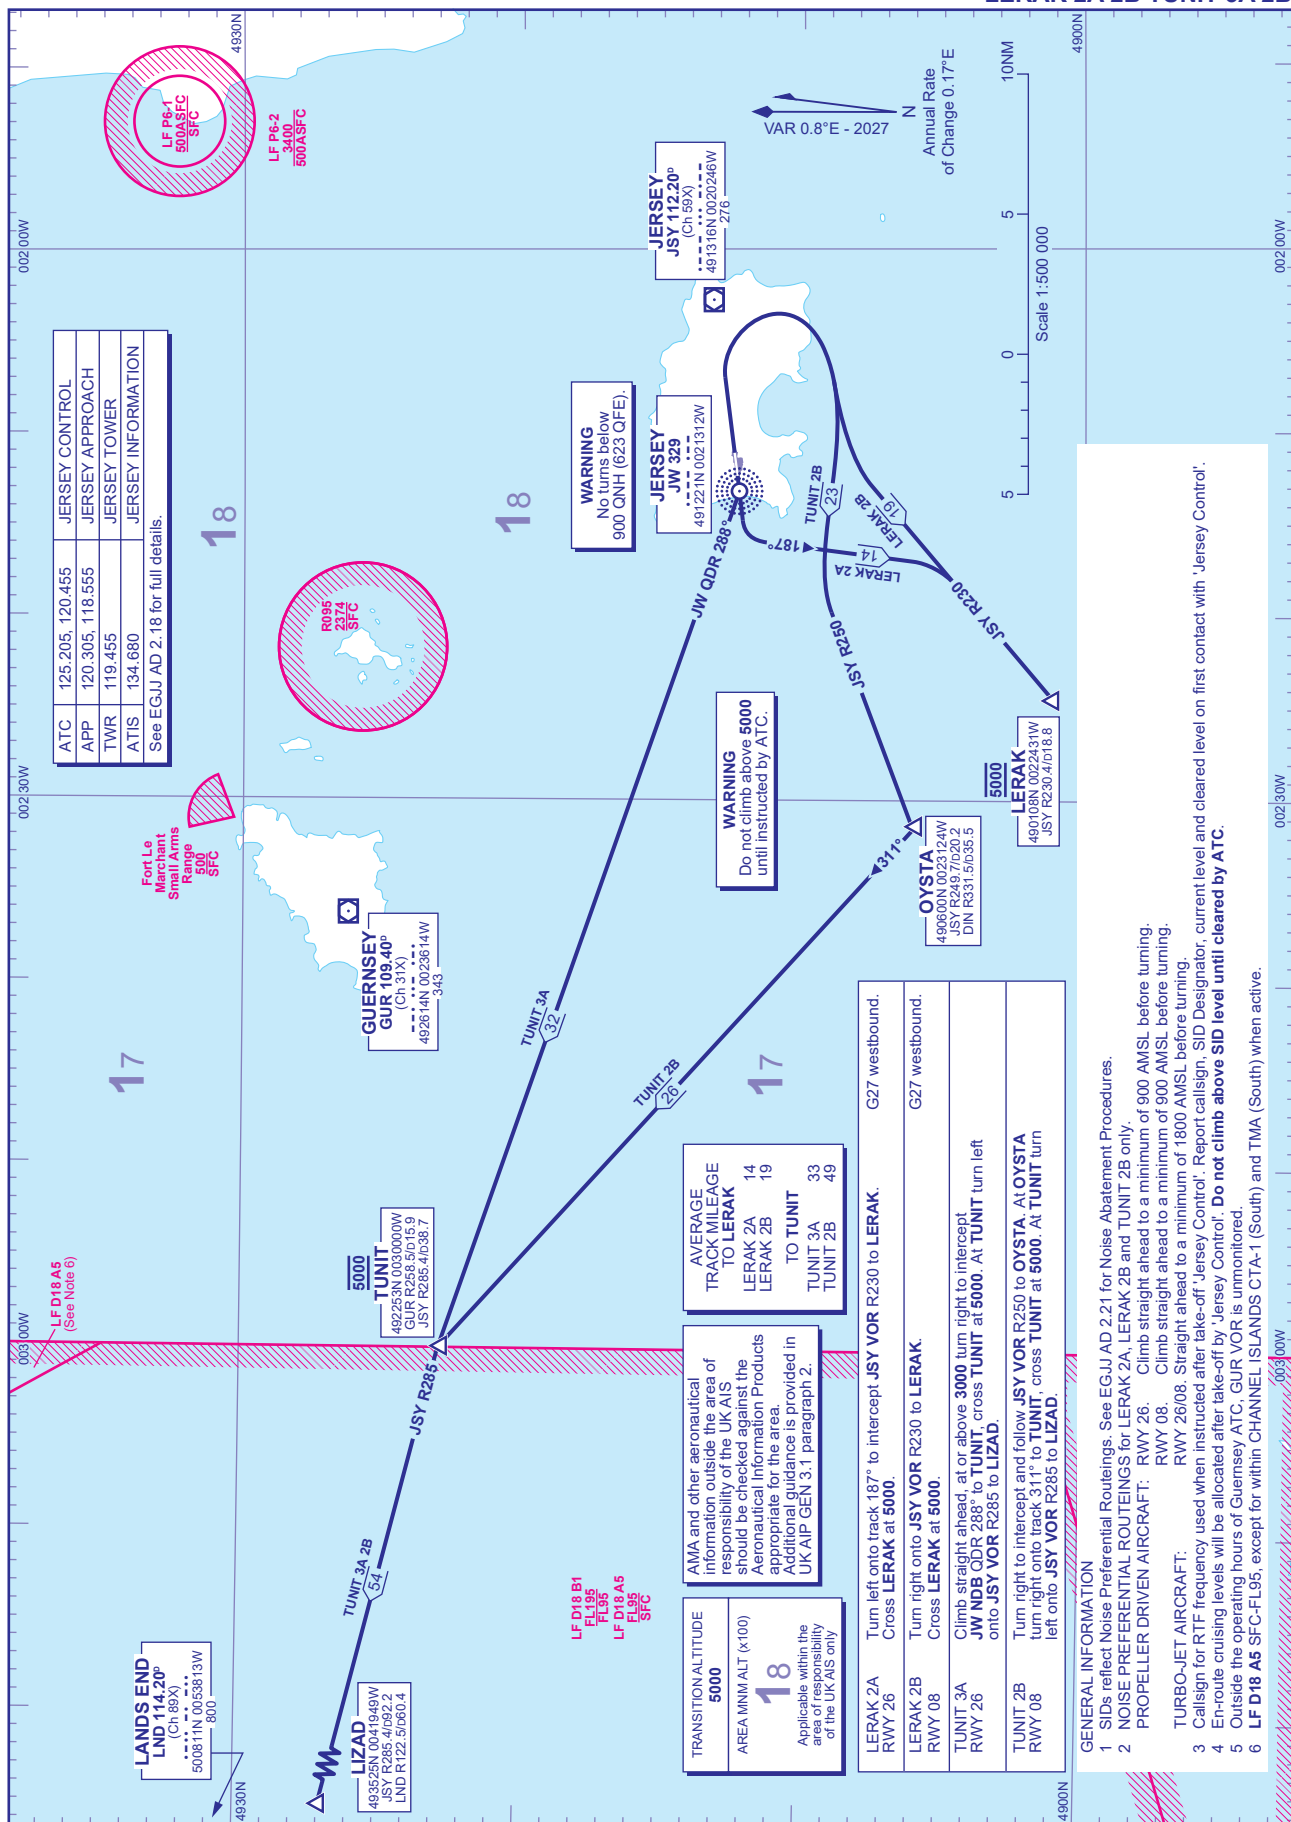 LERAK 2A 2B TUNIT 3A 2B
003 00W
002 30W
002 00W
4930N
4900N
4930N
4900N
003 00W
002 30W
002 00W
LF D18 A5
(See Note 6)
Fort Le
Marchant
Small Arms
Range
500
SFC
ATC 125.205, 120.455 JERSEY CONTROL
APP 120.305, 118.555 JERSEY APPROACH
TWR 119.455 JERSEY TOWER
ATIS 134.680 JERSEY INFORMATION
See EGJJ AD 2.18 for full details.
LF P6-1
500ASFC
SFC
LF P6-2
3400
500ASFC
17
18
18
17
R095
2374
SFC
GUERNSEY
GUR 109.40D
(Ch 31X)
492614N 0023614W
343
WARNING
No turns below
900 QNH (623 QFE).
JERSEY
JW 329
491221N 0021312W
JERSEY
JSY 112.20D
(Ch 59X)
491316N 0020246W
276
VAR 0.8°E - 2027
N
Annual Rate
of Change 0.17°E
LANDS END
LND 114.20D
(Ch 89X)
500811N 0053813W
800
LIZAD
493525N 0041949W
JSY R285.4/D92.2
LND R122.5/D60.4
TUNIT 3A 2B
54
JSY R285
5000
TUNIT
492253N 0030000W
GUR R258.5/D15.9
JSY R285.4/D38.7
TUNIT 3A
32
TUNIT 2B
26
JW QDR 288°
WARNING
Do not climb above 5000
until instructed by ATC.
187°
LERAK 2A
14
TUNIT 2B
23
LERAK 2B
19
JSY R250
JSY R230
311°
OYSTA
490600N 0023124W
JSY R249.7/D20.2
DIN R331.5/D35.5
5000
LERAK
490108N 0022431W
JSY R230.4/D18.8
5 0 5 10NM
Scale 1:500 000
LF D18 B1
FL195
FL95
LF D18 A5
FL95
SFC
TRANSITION ALTITUDE
5000
AREA MNM ALT (x100)
18
Applicable within the
area of responsibility
of the UK AIS only
AMA and other aeronautical
information outside the area of
responsibility of the UK AIS
should be checked against the
Aeronautical Information Products
appropriate for the area.
Additional guidance is provided in
UK AIP GEN 3.1 paragraph 2.
AVERAGE
TRACK MILEAGE
TO LERAK
LERAK 2A 14
LERAK 2B 19
TO TUNIT
TUNIT 3A 33
TUNIT 2B 49
LERAK 2A Turn left onto track 187° to intercept JSY VOR R230 to LERAK. G27 westbound.
RWY 26 Cross LERAK at 5000.
LERAK 2B Turn right onto JSY VOR R230 to LERAK. G27 westbound.
RWY 08 Cross LERAK at 5000.
TUNIT 3A Climb straight ahead, at or above 3000 turn right to intercept
RWY 26 JW NDB QDR 288° to TUNIT, cross TUNIT at 5000. At TUNIT turn left
onto JSY VOR R285 to LIZAD.
TUNIT 2B Turn right to intercept and follow JSY VOR R250 to OYSTA. At OYSTA
RWY 08 turn right onto track 311° to TUNIT, cross TUNIT at 5000. At TUNIT turn
left onto JSY VOR R285 to LIZAD.
GENERAL INFORMATION
1 SIDs reflect Noise Preferential Routeings. See EGJJ AD 2.21 for Noise Abatement Procedures.
2 NOISE PREFERENTIAL ROUTEINGS for LERAK 2A, LERAK 2B and TUNIT 2B only.
PROPELLER DRIVEN AIRCRAFT: RWY 26. Climb straight ahead to a minimum of 900 AMSL before turning.
RWY 08. Climb straight ahead to a minimum of 900 AMSL before turning.
TURBO-JET AIRCRAFT: RWY 26/08. Straight ahead to a minimum of 1800 AMSL before turning.
3 Callsign for RTF frequency used when instructed after take-off 'Jersey Control'. Report callsign, SID Designator, current level and cleared level on first contact with 'Jersey Control'.
4 En-route cruising levels will be allocated after take-off by 'Jersey Control'. Do not climb above SID level until cleared by ATC.
5 Outside the operating hours of Guernsey ATC, GUR VOR is unmonitored.
6 LF D18 A5 SFC-FL95, except for within CHANNEL ISLANDS CTA-1 (South) and TMA (South) when active.